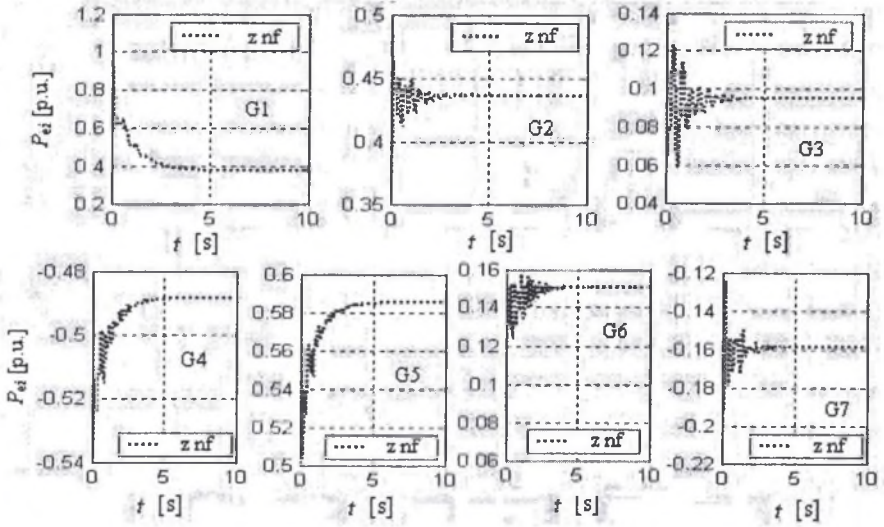 1.2
1
0.8
0.6
0.4
0.2
0
5
10
P_ei [p.u.]
z nf
G1
t [s]
0.5
0.45
0.4
0.35
0
5
10
z nf
G2
t [s]
0.14
0.12
0.1
0.08
0.06
0.04
0
5
10
z nf
G3
t [s]
-0.48
-0.5
-0.52
-0.54
0
5
10
P_ei [p.u.]
G4
z nf
t [s]
0.6
0.58
0.56
0.54
0.52
0.5
0
5
10
G5
z nf
t [s]
0.16
0.14
0.12
0.1
0.08
0.06
0
5
10
G6
z nf
t [s]
-0.12
-0.14
-0.16
-0.18
-0.2
-0.22
0
5
10
G7
z nf
t [s]